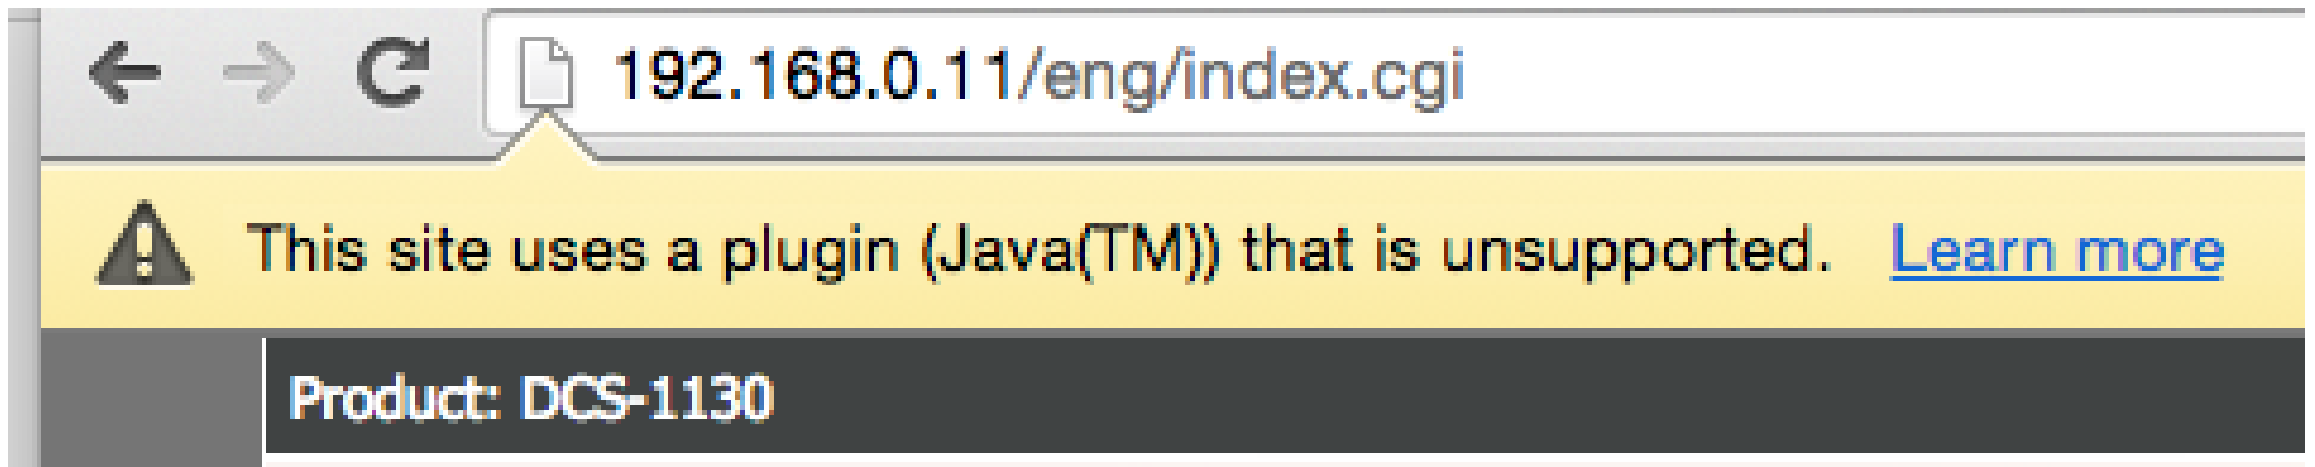 192.168.0.11/eng/index.cgi
This site uses a plugin (Java(TM)) that is unsupported. Learn more
Product: DCS-1130